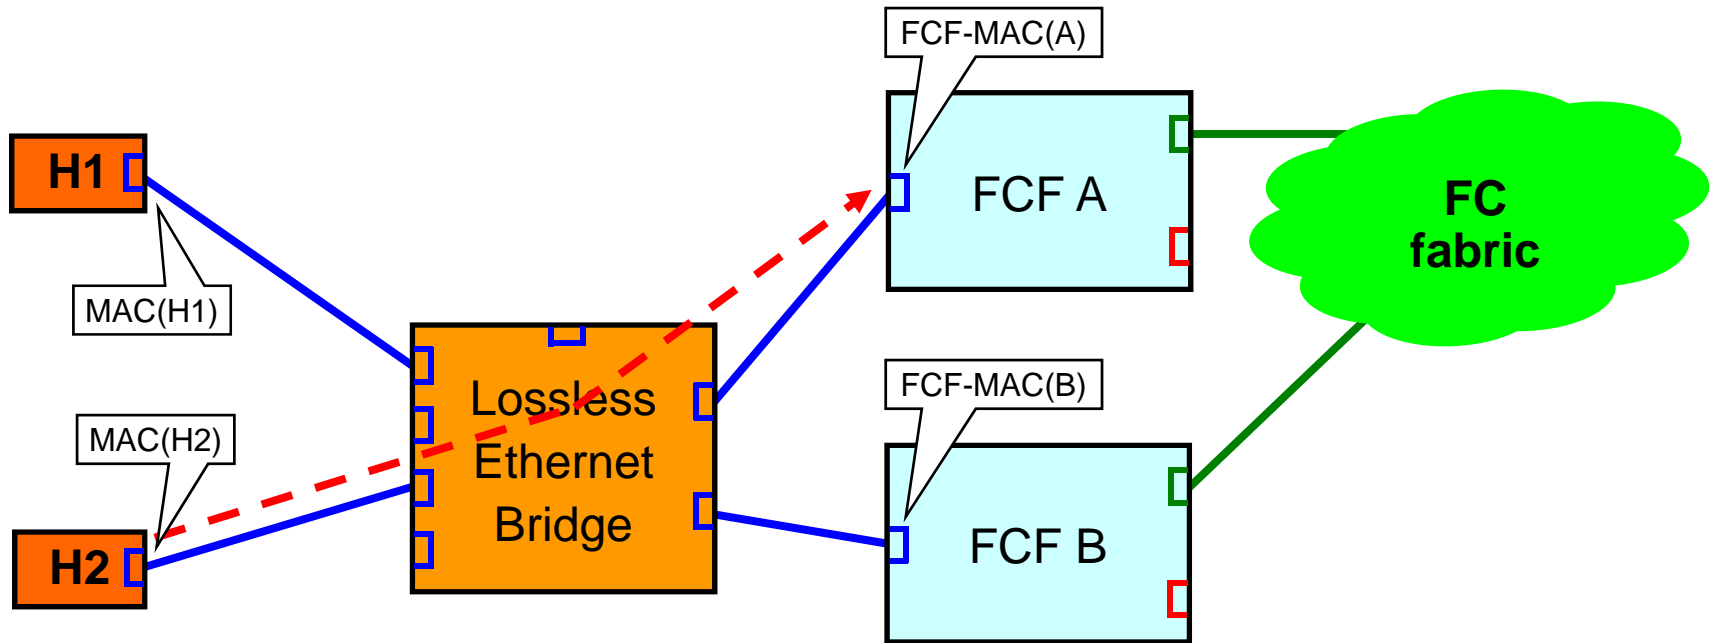 FCF-MAC(A)
H1
FCF A
FC
fabric
MAC(H1)
Lossless
Ethernet
Bridge
FCF-MAC(B)
MAC(H2)
H2
FCF B